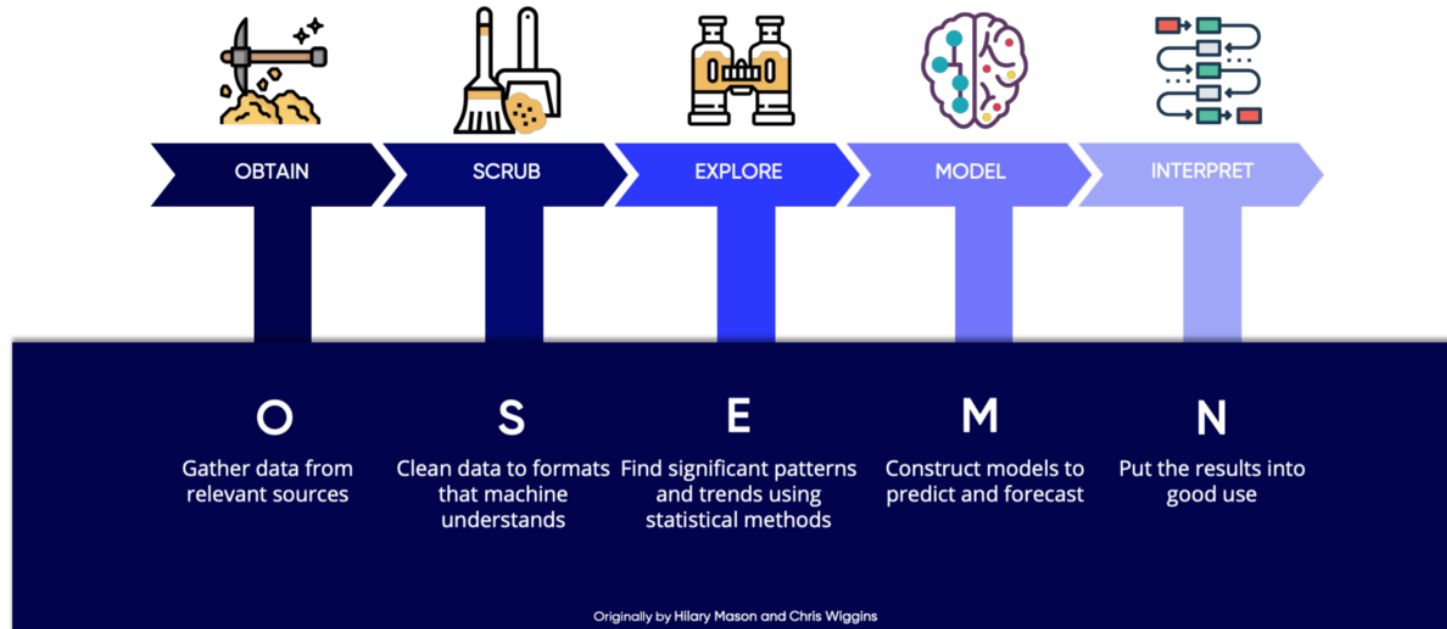 OBTAIN
SCRUB
EXPLORE
MODEL
INTERPRET
O
Gather data from
relevant sources
S
Clean data to formats
that machine
understands
E
Find significant patterns
and trends using
statistical methods
M
Construct models to
predict and forecast
N
Put the results into
good use
Originally by Hilary Mason and Chris Wiggins